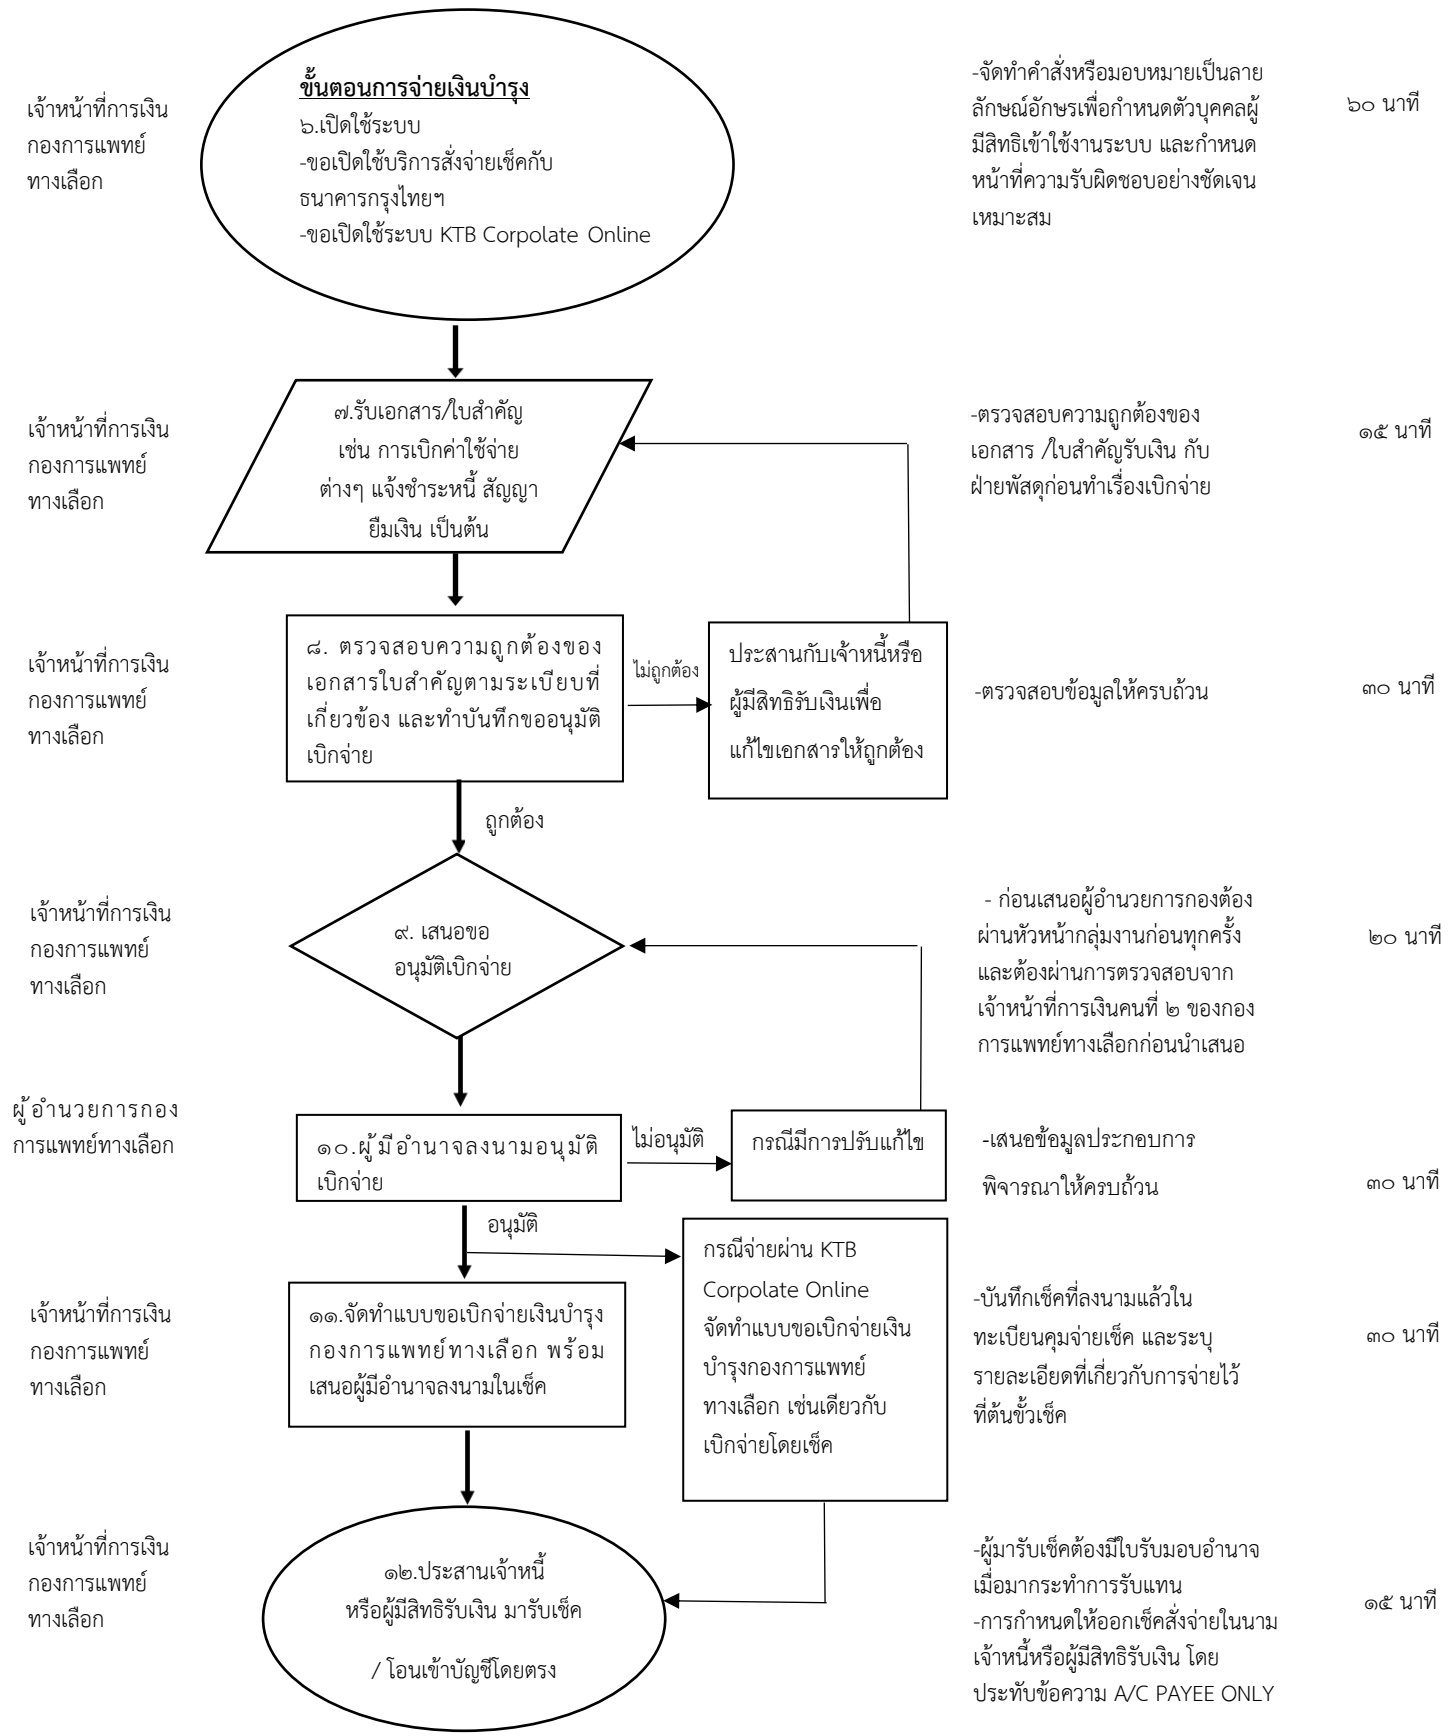 เจ้าหน้าที่การเงิน
กองการแพทย์
ทางเลือก
ขั้นตอนการจ่ายเงินบำรุง
๖.เปิดใช้ระบบ
-ขอเปิดใช้บริการสั่งจ่ายเช็คกับ
ธนาคารกรุงไทยฯ
-ขอเปิดใช้ระบบ KTB Corpolate Online
-จัดทำคำสั่งหรือมอบหมายเป็นลาย
ลักษณ์อักษรเพื่อกำหนดตัวบุคคลผู้
มีสิทธิเข้าใช้งานระบบ และกำหนด
หน้าที่ความรับผิดชอบอย่างชัดเจน
เหมาะสม
๖๐ นาที
เจ้าหน้าที่การเงิน
กองการแพทย์
ทางเลือก
๗.รับเอกสาร/ใบสำคัญ
เช่น การเบิกค่าใช้จ่าย
ต่างๆ แจ้งชำระหนี้ สัญญา
ยืมเงิน เป็นต้น
-ตรวจสอบความถูกต้องของ
เอกสาร /ใบสำคัญรับเงิน กับ
ฝ่ายพัสดุก่อนทำเรื่องเบิกจ่าย
๑๕ นาที
เจ้าหน้าที่การเงิน
กองการแพทย์
ทางเลือก
๘. ตรวจสอบความถูกต้องของ
เอกสารใบสำคัญตามระเบียบที่
เกี่ยวข้อง และทำบันทึกขออนุมัติ
เบิกจ่าย
ไม่ถูกต้อง
ประสานกับเจ้าหนี้หรือ
ผู้มีสิทธิรับเงินเพื่อ
แก้ไขเอกสารให้ถูกต้อง
-ตรวจสอบข้อมูลให้ครบถ้วน
๓๐ นาที
ถูกต้อง
เจ้าหน้าที่การเงิน
กองการแพทย์
ทางเลือก
๙. เสนอขอ
อนุมัติเบิกจ่าย
- ก่อนเสนอผู้อำนวยการกองต้อง
ผ่านหัวหน้ากลุ่มงานก่อนทุกครั้ง
และต้องผ่านการตรวจสอบจาก
เจ้าหน้าที่การเงินคนที่ ๒ ของกอง
การแพทย์ทางเลือกก่อนนำเสนอ
๒๐ นาที
ผู้อำนวยการกอง
การแพทย์ทางเลือก
๑๐.ผู้มีอำนาจลงนามอนุมัติ
เบิกจ่าย
ไม่อนุมัติ
กรณีมีการปรับแก้ไข
-เสนอข้อมูลประกอบการ
พิจารณาให้ครบถ้วน
๓๐ นาที
อนุมัติ
เจ้าหน้าที่การเงิน
กองการแพทย์
ทางเลือก
๑๑.จัดทำแบบขอเบิกจ่ายเงินบำรุง
กองการแพทย์ทางเลือก พร้อม
เสนอผู้มีอำนาจลงนามในเช็ค
กรณีจ่ายผ่าน KTB
Corpolate Online
จัดทำแบบขอเบิกจ่ายเงิน
บำรุงกองการแพทย์
ทางเลือก เช่นเดียวกับ
เบิกจ่ายโดยเช็ค
-บันทึกเช็คที่ลงนามแล้วใน
ทะเบียนคุมจ่ายเช็ค และระบุ
รายละเอียดที่เกี่ยวกับการจ่ายไว้
ที่ต้นขั้วเช็ค
๓๐ นาที
เจ้าหน้าที่การเงิน
กองการแพทย์
ทางเลือก
๑๒.ประสานเจ้าหนี้
หรือผู้มีสิทธิรับเงิน มารับเช็ค
/ โอนเข้าบัญชีโดยตรง
-ผู้มารับเช็คต้องมีใบรับมอบอำนาจ
เมื่อมากระทำการรับแทน
-การกำหนดให้ออกเช็คสั่งจ่ายในนาม
เจ้าหนี้หรือผู้มีสิทธิรับเงิน โดย
ประทับข้อความ A/C PAYEE ONLY
๑๕ นาที